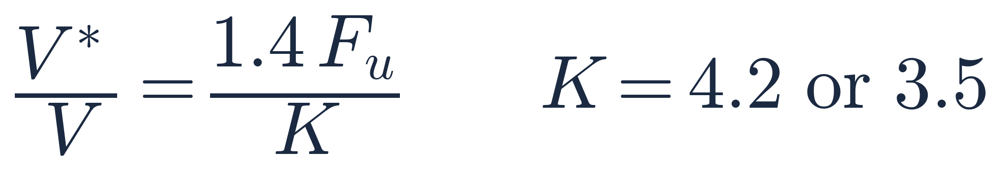 V*/V = 1.4 F_u / K K = 4.2 or 3.5